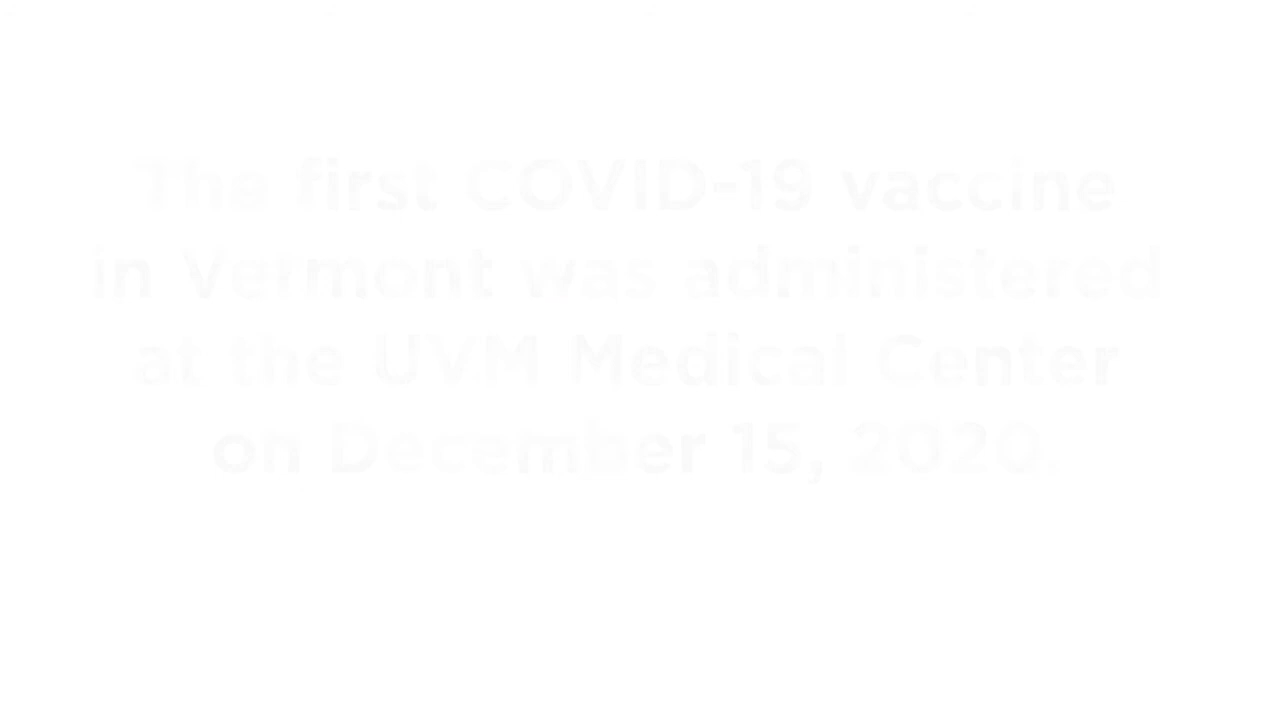 The first COVID-19 vaccine
in Vermont was administered
at the UVM Medical Center
on December 15, 2020.